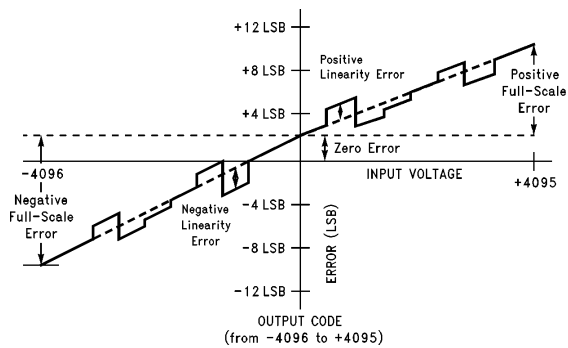 +12 LSB
+8 LSB
Positive
Linearity Error
Positive
Full-Scale
Error
+4 LSB
Zero Error
-4096
INPUT VOLTAGE
+4095
Negative
Full-Scale
Error
Negative
Linearity
Error
-4 LSB
-8 LSB
-12 LSB
ERROR (LSB)
OUTPUT CODE
(from -4096 to +4095)